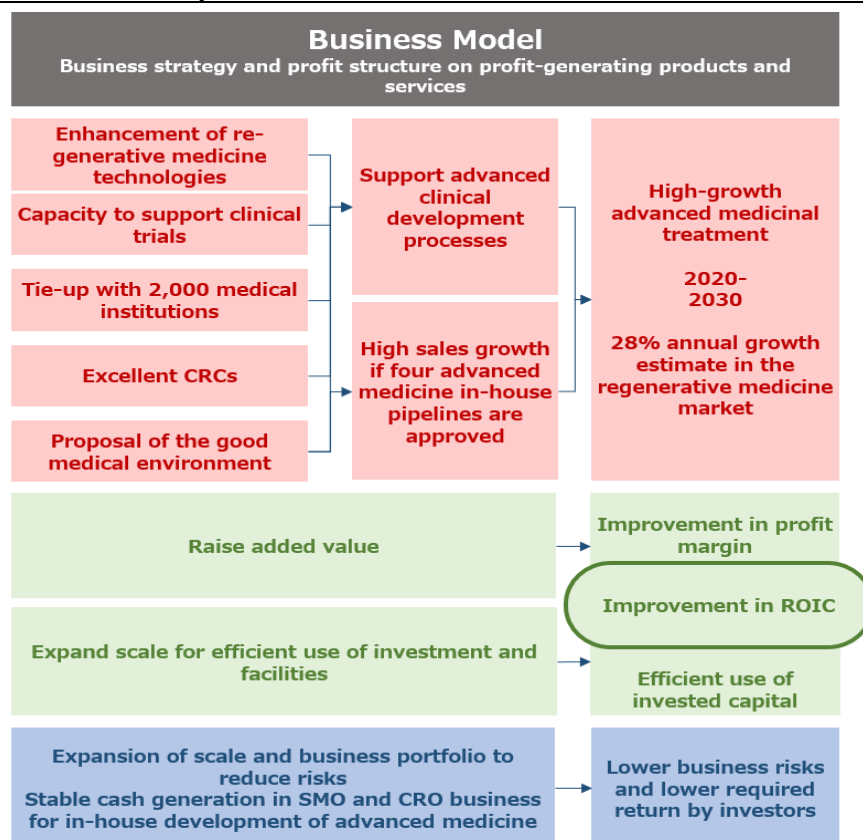 Business Model
Business strategy and profit structure on profit-generating products and
services
Enhancement of re-
generative medicine
technologies
Capacity to support clinical
trials
Tie-up with 2,000 medical
institutions
Excellent CRCs
Proposal of the good
medical environment
Support advanced
clinical
development
processes
High sales growth
if four advanced
medicine in-house
pipelines are
approved
High-growth
advanced medicinal
treatment
2020-
2030
28% annual growth
estimate in the
regenerative medicine
market
Raise added value
Improvement in profit
margin
Improvement in ROIC
Expand scale for efficient use of investment and
facilities
Efficient use of
invested capital
Expansion of scale and business portfolio to
reduce risks
Stable cash generation in SMO and CRO business
for in-house development of advanced medicine
Lower business risks
and lower required
return by investors